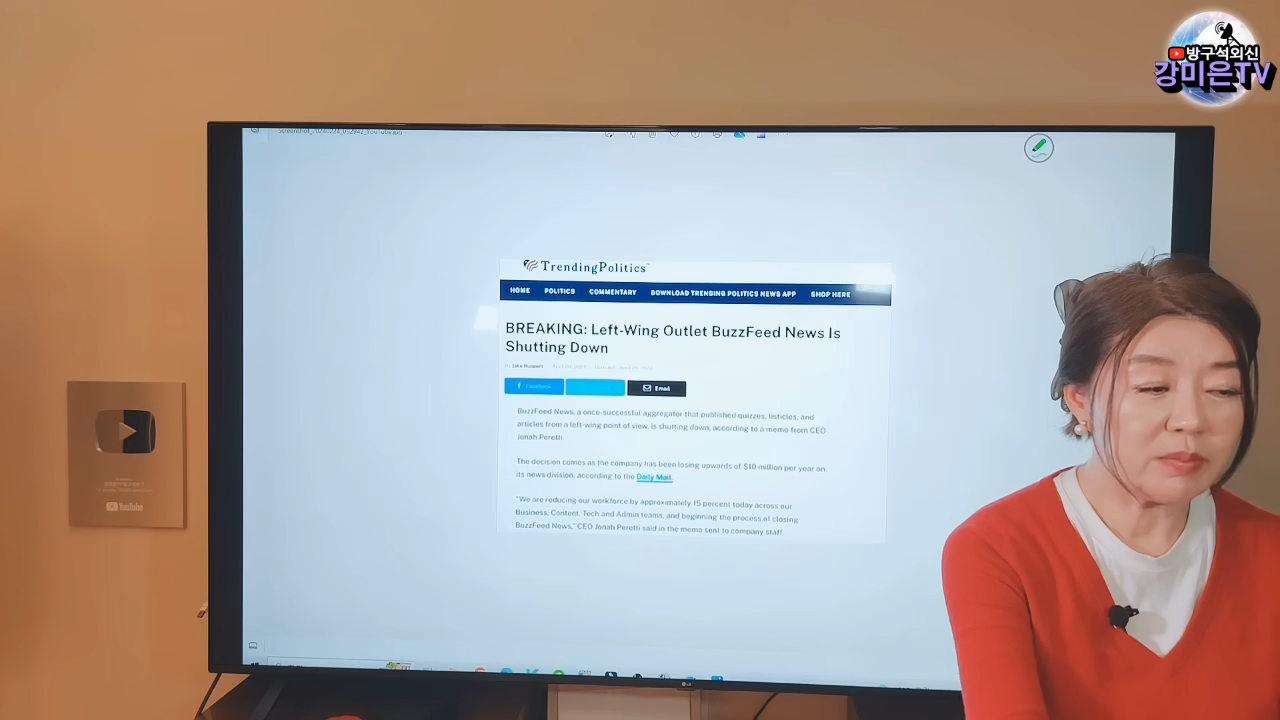 방구석외신
강미은TV
TrendingPolitics
HOME POLITICS COMMENTARY DOWNLOAD TRENDING POLITICS NEWS APP SHOP HERE
BREAKING: Left-Wing Outlet BuzzFeed News Is
Shutting Down
Facebook
Email
BuzzFeed News, a once-successful aggregator that published quizzes, listicles, and
articles from a left-wing point of view, is shutting down, according to a memo from CEO
Jonah Peretti.
The decision comes as the company has been losing upwards of $10 million per year on
its news division, according to the Daily Mail.
"We are reducing our workforce by approximately 15 percent today across our
Business, Content, Tech and Admin teams, and beginning the process of closing
BuzzFeed News," CEO Jonah Peretti said in the memo sent to company staff.
YouTube
LG